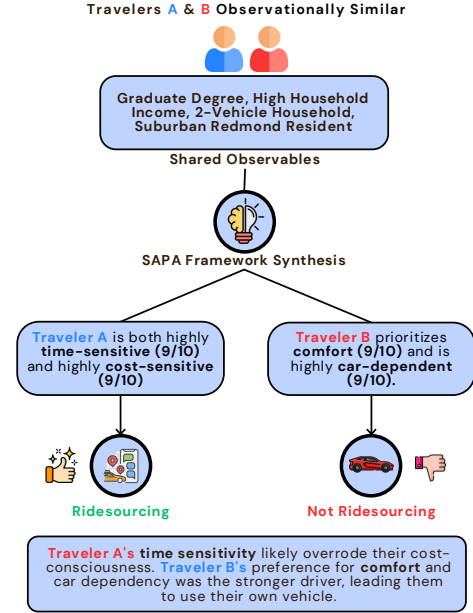 Travelers A & B Observationally Similar
Graduate Degree, High Household
Income, 2-Vehicle Household,
Suburban Redmond Resident
Shared Observables
SAPA Framework Synthesis
Traveler A is both highly
time-sensitive (9/10)
and highly cost-sensitive
(9/10)
Traveler B prioritizes
comfort (9/10) and is
highly car-dependent
(9/10).
Ridesourcing
Not Ridesourcing
Traveler A's time sensitivity likely overrode their cost-
consciousness. Traveler B's preference for comfort and
car dependency was the stronger driver, leading them
to use their own vehicle.